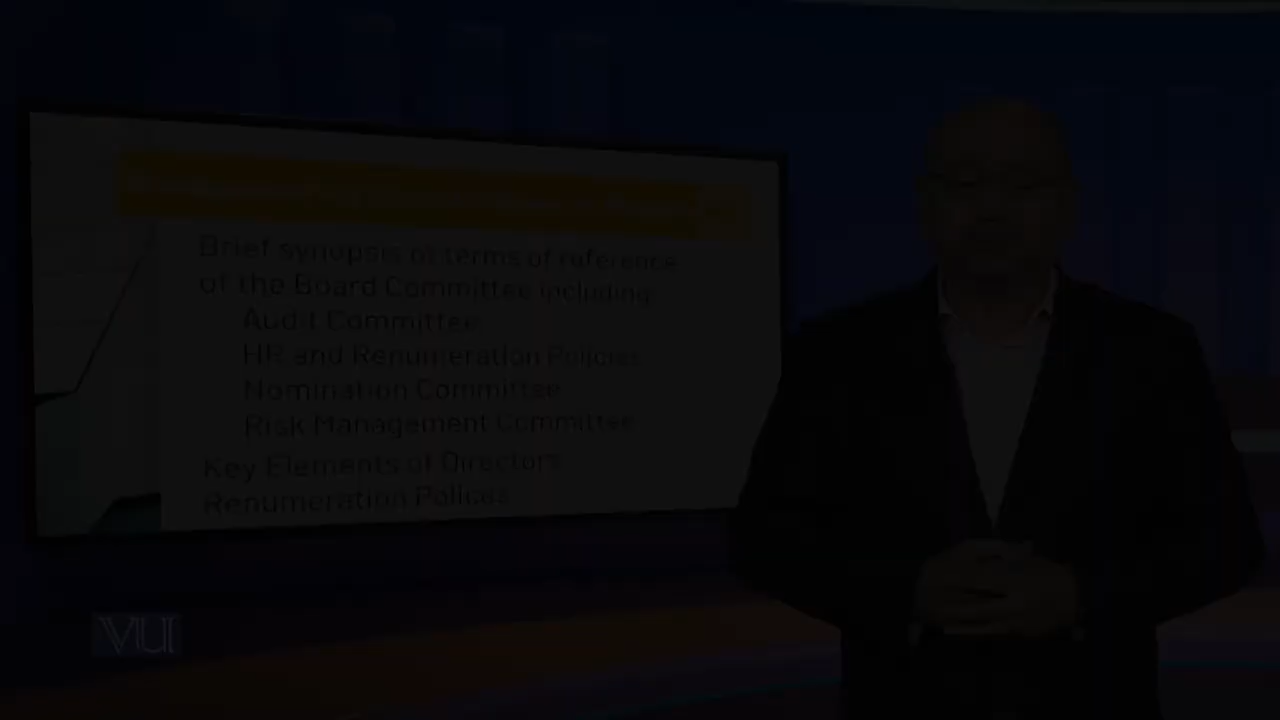 Brief synopsis of terms of reference
of the Board Committee including
Audit Committee
HR and Renumeration Policies
Nomination Committee
Risk Management Committee
Key Elements of Directors
Renumeration Polices
VU